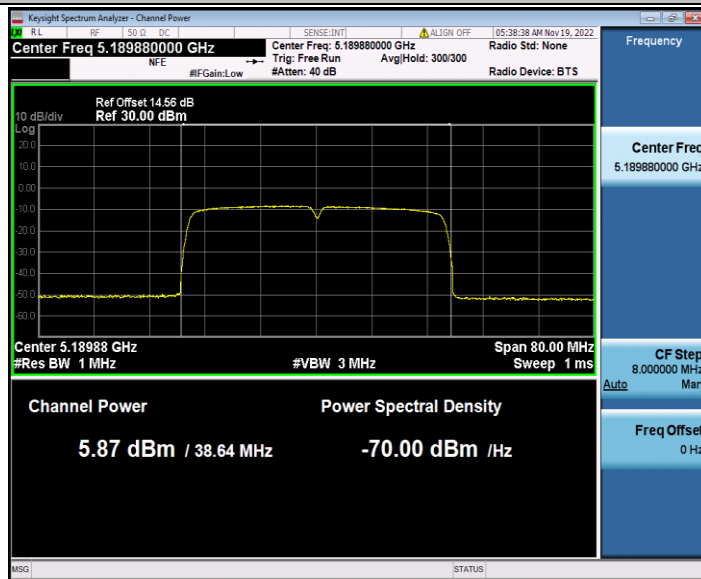 Keysight Spectrum Analyzer - Channel Power
RL RF 50 Ω DC SENSE:INT ALIGN OFF 05:38:38 AM Nov 19, 2022
Center Freq 5.189880000 GHz
NFE
#IFGain:Low
Center Freq: 5.189880000 GHz
Trig: Free Run Avg|Hold: 300/300
#Atten: 40 dB
Radio Std: None
Radio Device: BTS
Frequency
Ref Offset 14.56 dB
10 dB/div Ref 30.00 dBm
Log
20.0
10.0
0.00
-10.0
-20.0
-30.0
-40.0
-50.0
-60.0
Center 5.18988 GHz Span 80.00 MHz
#Res BW 1 MHz #VBW 3 MHz Sweep 1 ms
Channel Power Power Spectral Density
5.87 dBm / 38.64 MHz -70.00 dBm /Hz
Center Freq
5.189880000 GHz
CF Step
8.000000 MHz
Auto Man
Freq Offset
0 Hz
MSG STATUS